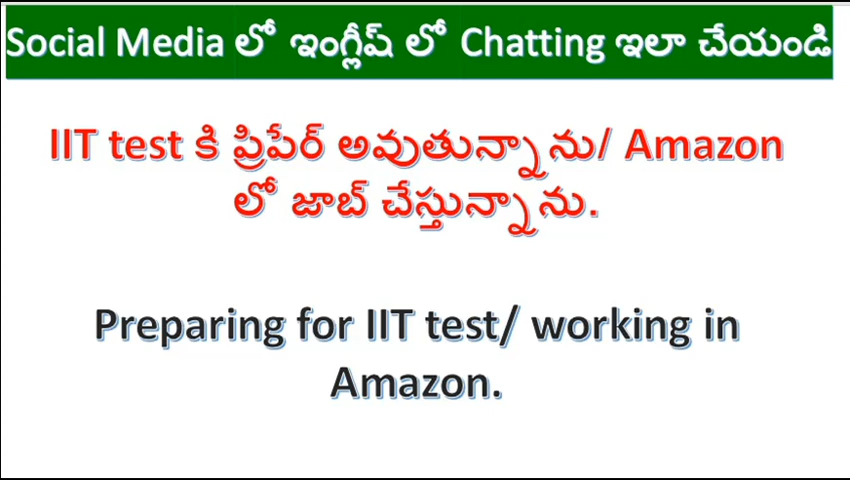 Social Media లో ఇంగ్లీష్ లో Chatting ఇలా చేయండి
IIT test కి ప్రిపేర్ అవుతున్నాను/ Amazon
లో జాబ్ చేస్తున్నాను.
Preparing for IIT test/ working in
Amazon.